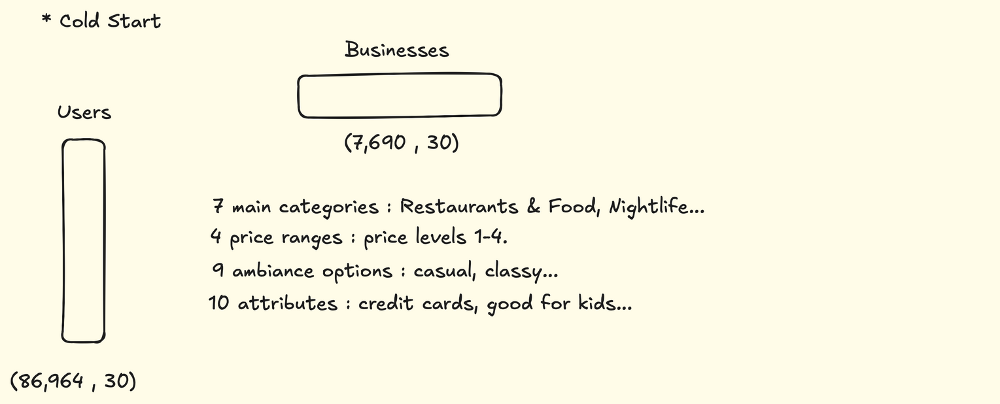 * Cold Start
Businesses
(7,690 , 30)
Users
(86,964 , 30)
7 main categories : Restaurants & Food, Nightlife...
4 price ranges : price levels 1-4.
9 ambiance options : casual, classy...
10 attributes : credit cards, good for kids...